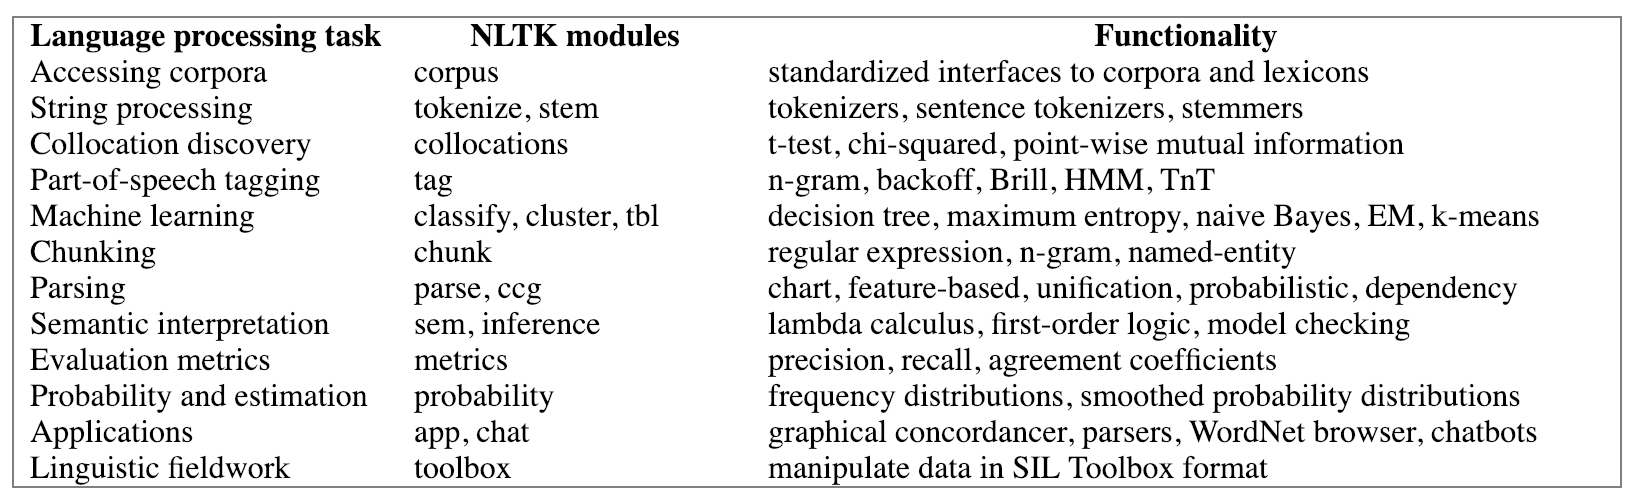 Language processing task NLTK modules Functionality
Accessing corpora corpus standardized interfaces to corpora and lexicons
String processing tokenize, stem tokenizers, sentence tokenizers, stemmers
Collocation discovery collocations t-test, chi-squared, point-wise mutual information
Part-of-speech tagging tag n-gram, backoff, Brill, HMM, TnT
Machine learning classify, cluster, tbl decision tree, maximum entropy, naive Bayes, EM, k-means
Chunking chunk regular expression, n-gram, named-entity
Parsing parse, ccg chart, feature-based, unification, probabilistic, dependency
Semantic interpretation sem, inference lambda calculus, first-order logic, model checking
Evaluation metrics metrics precision, recall, agreement coefficients
Probability and estimation probability frequency distributions, smoothed probability distributions
Applications app, chat graphical concordancer, parsers, WordNet browser, chatbots
Linguistic fieldwork toolbox manipulate data in SIL Toolbox format